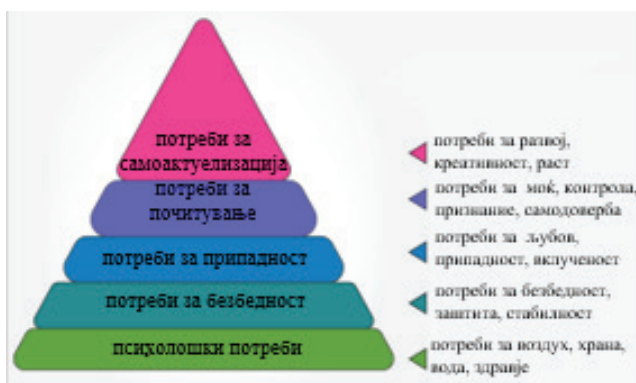 потреби за
самоактуелизација
потреби за развој,
креативност, раст
потреби за
почитување
потреби за моќ, контрола,
признание, самодоверба
потреби за припадност
потреби за љубов,
припадност, вклученост
потреби за безбедност
потреби за безбедност,
заштита, стабилност
психолошки потреби
потреби за воздух, храна,
вода, здравје